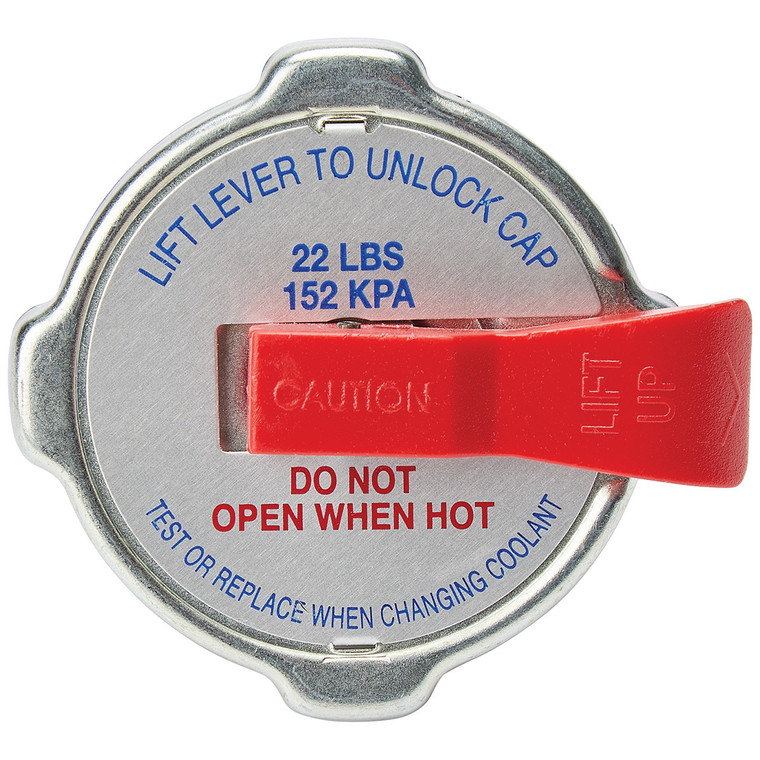 LIFT LEVER TO UNLOCK CAP
22 LBS
152 KPA
CAUTION
LIFT
UP
DO NOT
OPEN WHEN HOT
TEST OR REPLACE WHEN CHANGING COOLANT